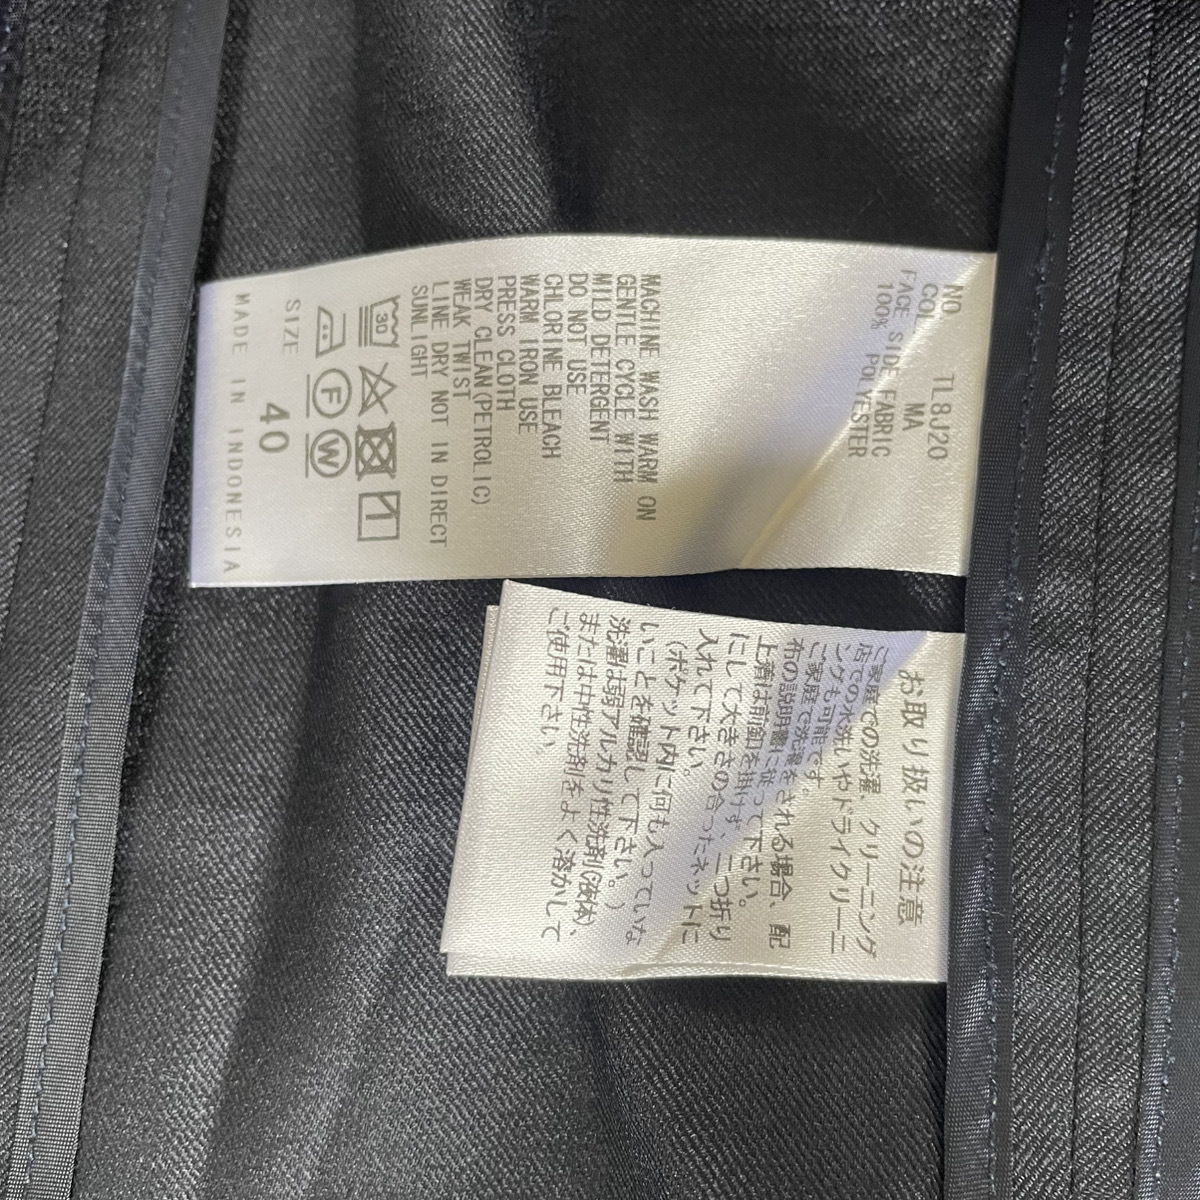 NO TL8J20
COL MA
FACE SIDE FABRIC
100% POLYESTER
MACHINE WASH WARM ON
GENTLE CYCLE WITH
MILD DETERGENT
DO NOT USE
CHLORINE BLEACH
WARM IRON USE
PRESS CLOTH
DRY CLEAN(PETROLIC)
WEAK TWIST
LINE DRY NOT IN DIRECT
SUNLIGHT
30
F W
SIZE 40
MADE IN INDONESIA
お取り扱いの注意
ご家庭での洗濯、クリーニング
店での水洗いやドライクリーニ
ングも可能です。
ご家庭で洗濯をされる場合、配
布の説明書に従って下さい。
上着は前釦を掛けず、二つ折り
にして大きさの合ったネットに
入れて下さい。
(ポケット内に何も入っていな
いことを確認して下さい。)
洗濯は弱アルカリ性洗剤(液体)、
または中性洗剤をよく溶かして
ご使用下さい。